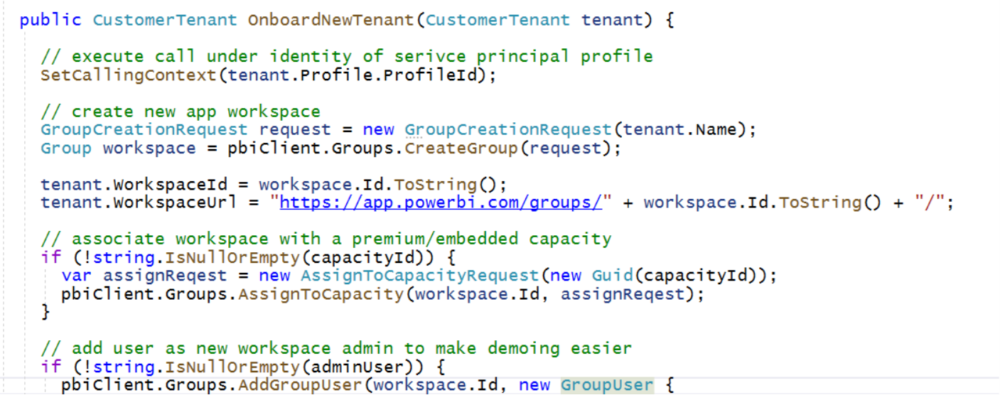 public CustomerTenant OnboardNewTenant(CustomerTenant tenant) {
// execute call under identity of serivce principal profile
SetCallingContext(tenant.Profile.ProfileId);
// create new app workspace
GroupCreationRequest request = new GroupCreationRequest(tenant.Name);
Group workspace = pbiClient.Groups.CreateGroup(request);
tenant.WorkspaceId = workspace.Id.ToString();
tenant.WorkspaceUrl = "https://app.powerbi.com/groups/" + workspace.Id.ToString() + "/";
// associate workspace with a premium/embedded capacity
if (!string.IsNullOrEmpty(capacityId)) {
var assignReqest = new AssignToCapacityRequest(new Guid(capacityId));
pbiClient.Groups.AssignToCapacity(workspace.Id, assignReqest);
}
// add user as new workspace admin to make demoing easier
if (!string.IsNullOrEmpty(adminUser)) {
pbiClient.Groups.AddGroupUser(workspace.Id, new GroupUser {